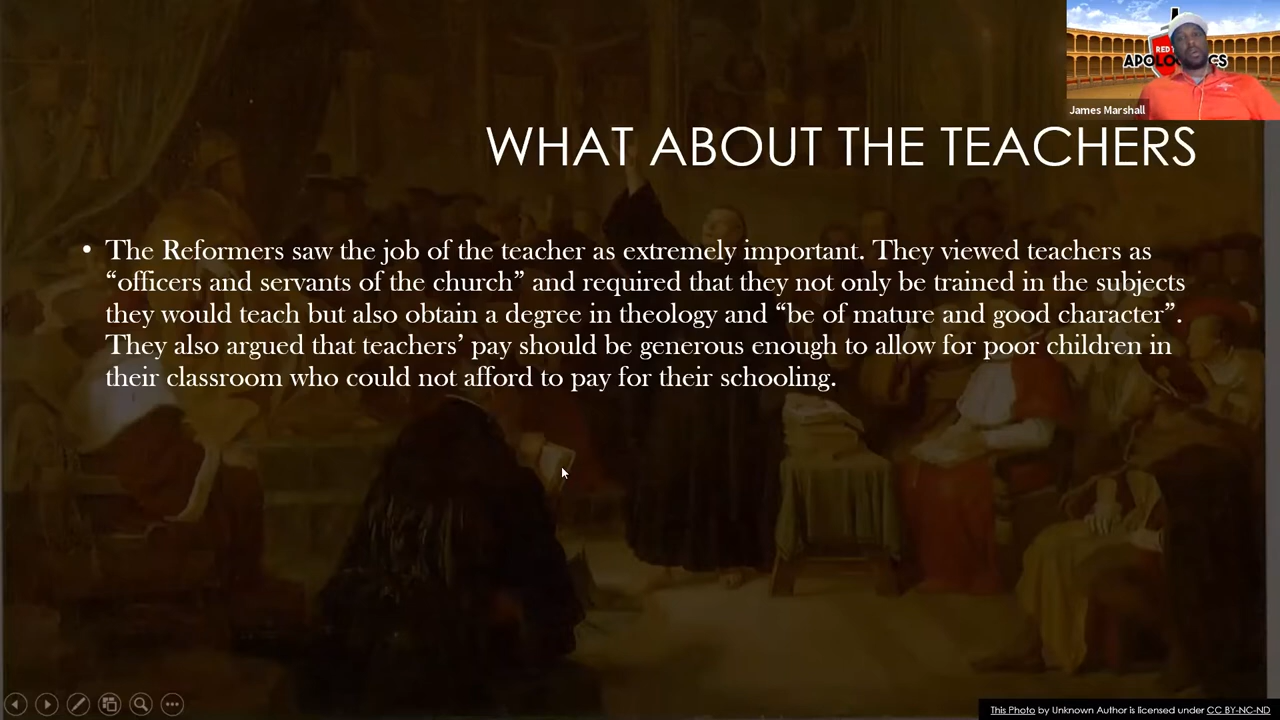 RED
APOLO CS
James Marshall
WHAT ABOUT THE TEACHERS
• The Reformers saw the job of the teacher as extremely important. They viewed teachers as
“officers and servants of the church” and required that they not only be trained in the subjects
they would teach but also obtain a degree in theology and “be of mature and good character”.
They also argued that teachers’ pay should be generous enough to allow for poor children in
their classroom who could not afford to pay for their schooling.
This Photo by Unknown Author is licensed under CC BY-NC-ND